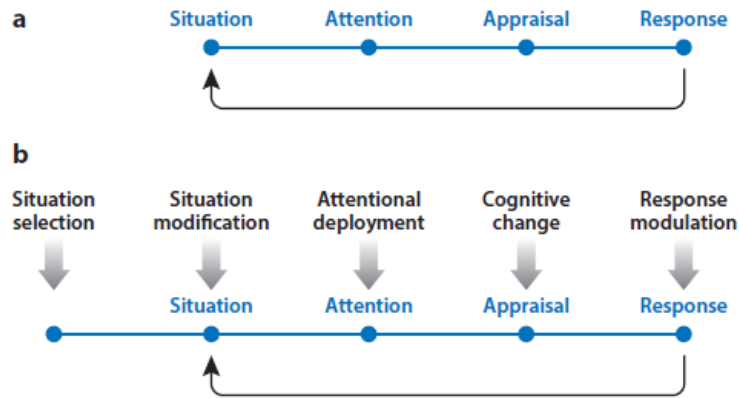 a
Situation Attention Appraisal Response
b
Situation selection
Situation modification
Attentional deployment
Cognitive change
Response modulation
Situation Attention Appraisal Response